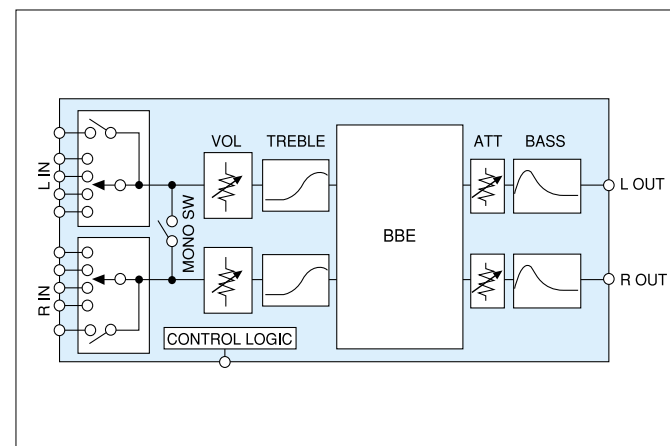 VOL
TREBLE
ATT
BASS
L IN
L OUT
MONO SW
BBE
R IN
R OUT
CONTROL LOGIC